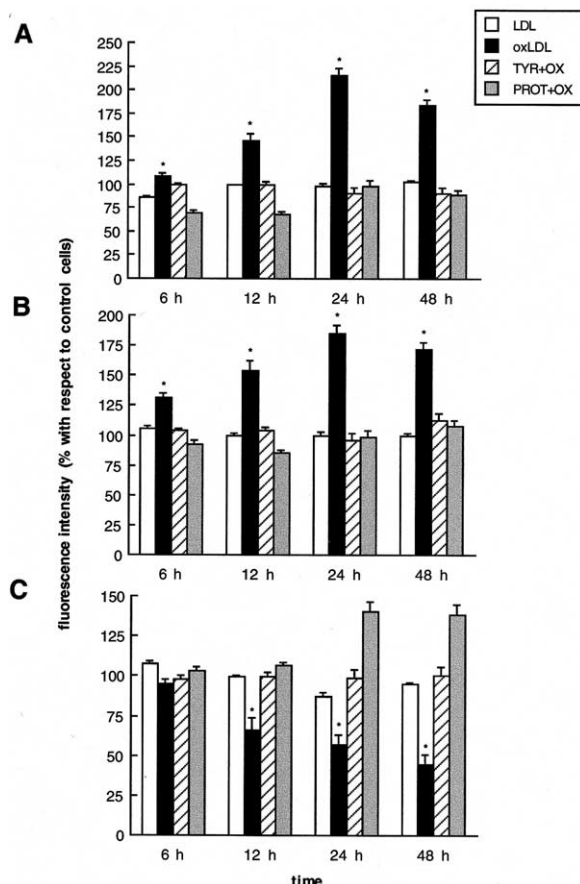 LDL
oxLDL
TYR+OX
PROT+OX
fluorescence intensity (% with respect to control cells)
A
250
225
200
175
150
125
100
75
50
25
0
* * * *
6 h 12 h 24 h 48 h
B
200
175
150
125
100
75
50
25
0
* * * *
6 h 12 h 24 h 48 h
C
150
125
100
75
50
25
0
* * *
6 h 12 h 24 h 48 h
time